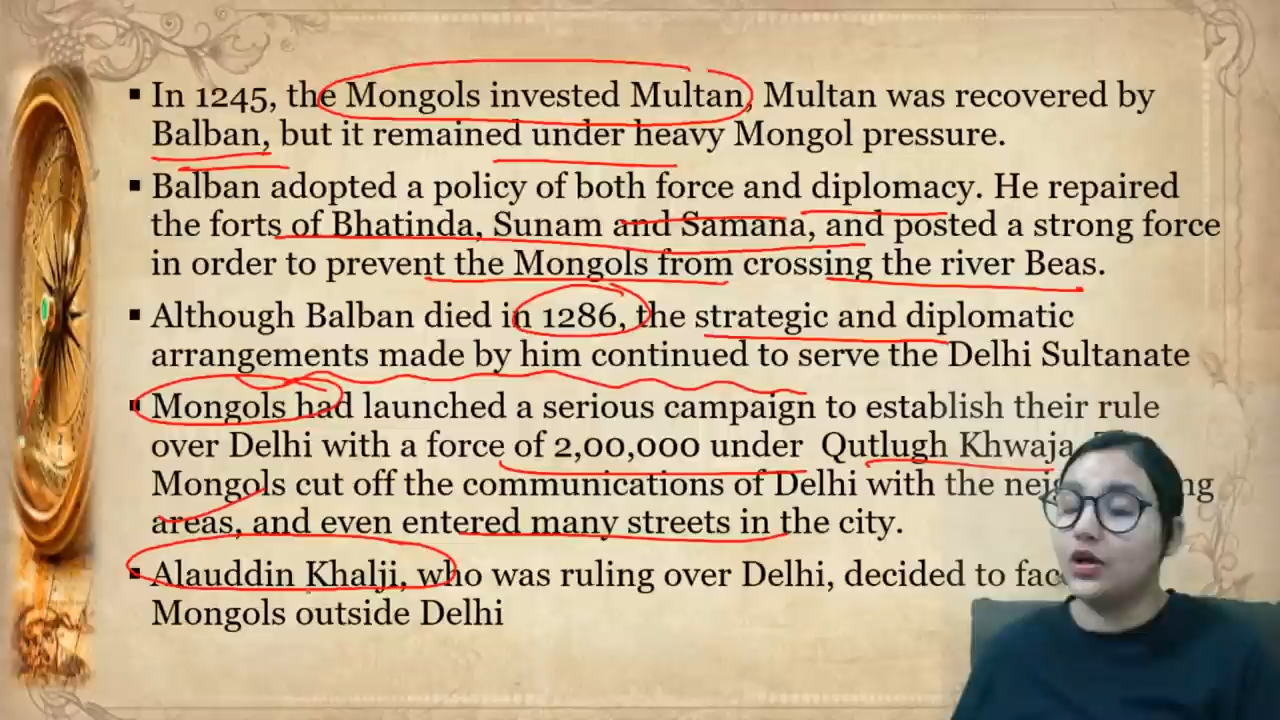 ▪ In 1245, the Mongols invested Multan, Multan was recovered by
Balban, but it remained under heavy Mongol pressure.
▪ Balban adopted a policy of both force and diplomacy. He repaired
the forts of Bhatinda, Sunam and Samana, and posted a strong force
in order to prevent the Mongols from crossing the river Beas.
▪ Although Balban died in 1286, the strategic and diplomatic
arrangements made by him continued to serve the Delhi Sultanate
▪ Mongols had launched a serious campaign to establish their rule
over Delhi with a force of 2,00,000 under Qutlugh Khwaja
Mongols cut off the communications of Delhi with the
areas, and even entered many streets in the city.
▪ Alauddin Khalji, who was ruling over Delhi, decided to
Mongols outside Delhi